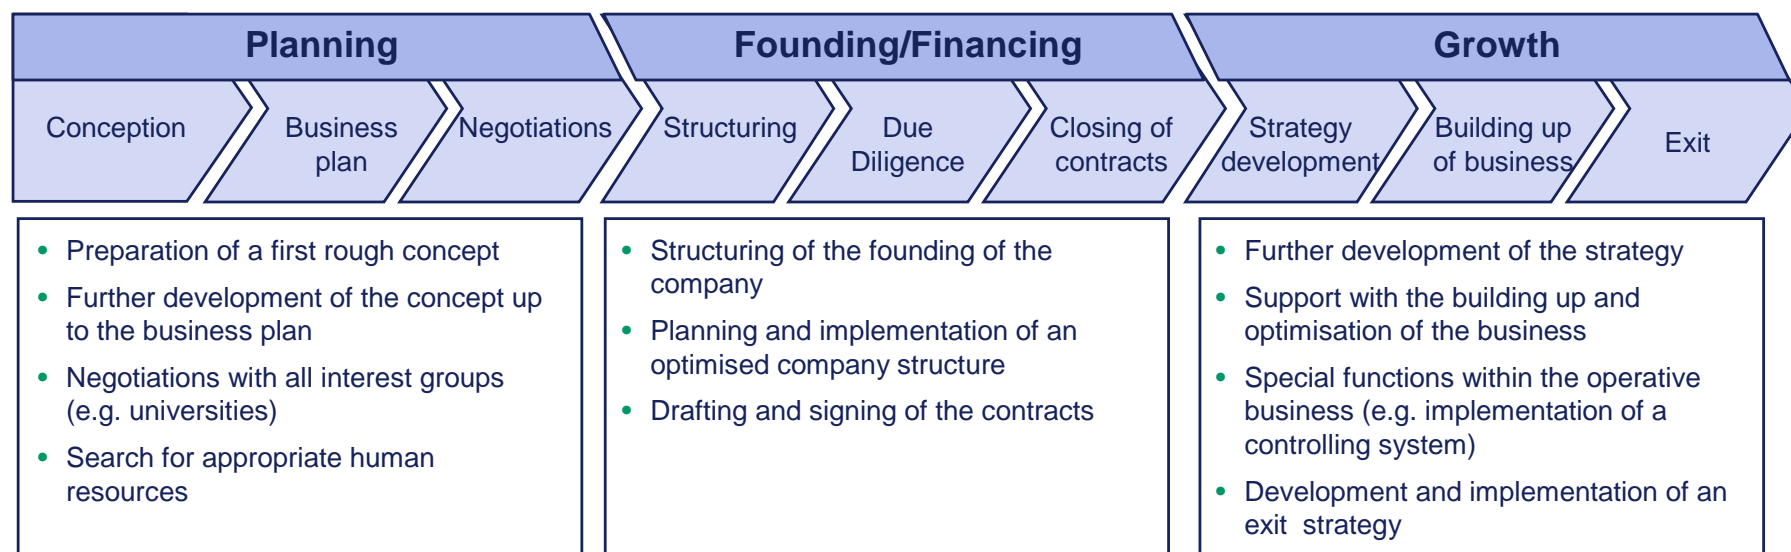 Planning
Founding/Financing
Growth
Conception
Business
plan
Negotiations
Structuring
Due
Diligence
Closing of
contracts
Strategy
development
Building up
of business
Exit
• Preparation of a first rough concept
• Further development of the concept up
to the business plan
• Negotiations with all interest groups
(e.g. universities)
• Search for appropriate human
resources
• Structuring of the founding of the
company
• Planning and implementation of an
optimised company structure
• Drafting and signing of the contracts
• Further development of the strategy
• Support with the building up and
optimisation of the business
• Special functions within the operative
business (e.g. implementation of a
controlling system)
• Development and implementation of an
exit  strategy